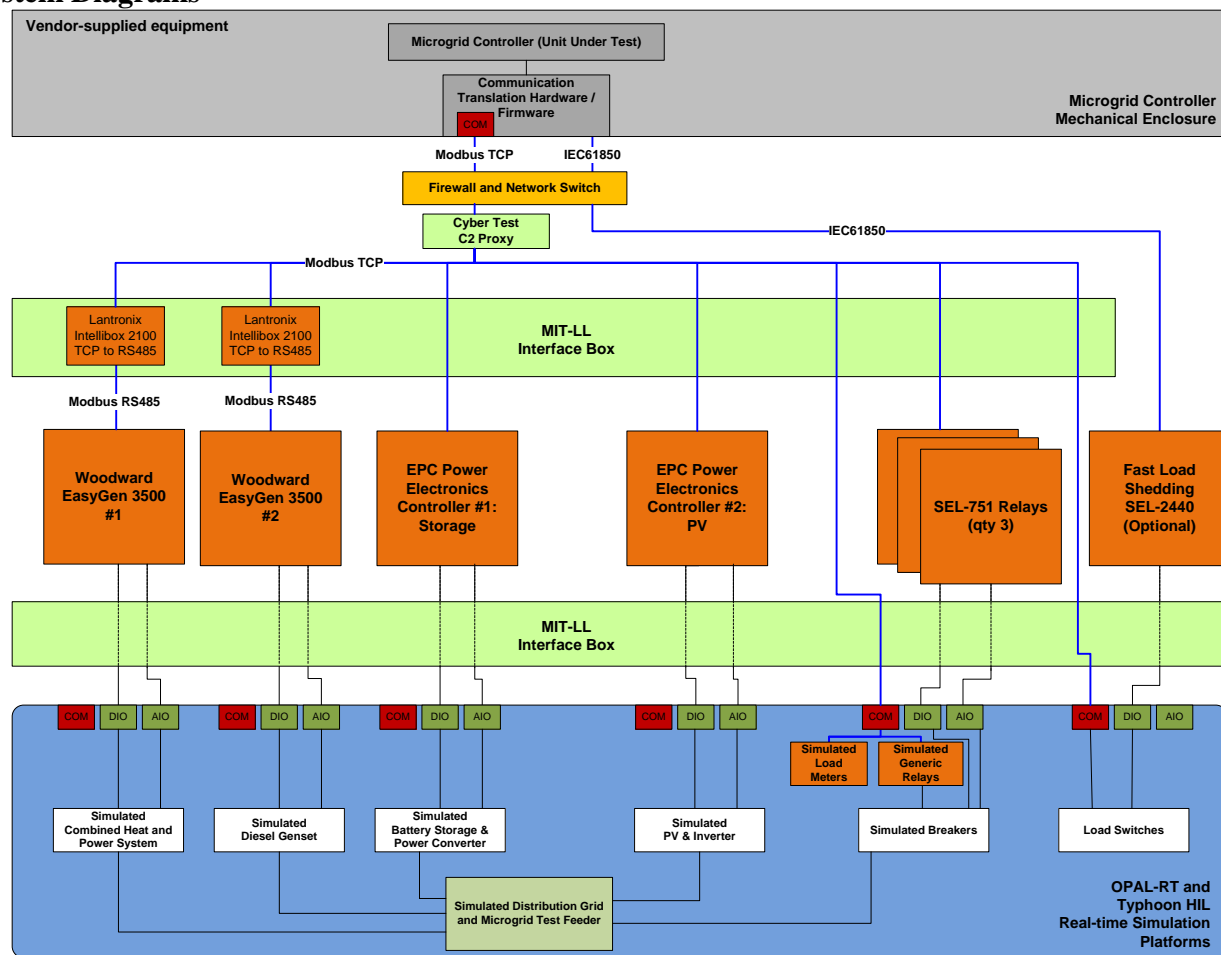 stem Diagrams
Vendor-supplied equipment
Microgrid Controller (Unit Under Test)
Communication
Translation Hardware /
Firmware
COM
Microgrid Controller
Mechanical Enclosure
Modbus TCP
IEC61850
Firewall and Network Switch
Cyber Test
C2 Proxy
IEC61850
Modbus TCP
Lantronix
Intellibox 2100
TCP to RS485
Lantronix
Intellibox 2100
TCP to RS485
MIT-LL
Interface Box
Modbus RS485
Modbus RS485
Woodward
EasyGen 3500
#1
Woodward
EasyGen 3500
#2
EPC Power
Electronics
Controller #1:
Storage
EPC Power
Electronics
Controller #2:
PV
SEL-751 Relays
(qty 3)
Fast Load
Shedding
SEL-2440
(Optional)
MIT-LL
Interface Box
COM DIO AIO
COM DIO AIO
COM DIO AIO
COM DIO AIO
COM DIO AIO
COM DIO AIO
Simulated
Load
Meters
Simulated
Generic
Relays
Simulated
Combined Heat and
Power System
Simulated
Diesel Genset
Simulated
Battery Storage &
Power Converter
Simulated
PV & Inverter
Simulated Breakers
Load Switches
Simulated Distribution Grid
and Microgrid Test Feeder
OPAL-RT and
Typhoon HIL
Real-time Simulation
Platforms